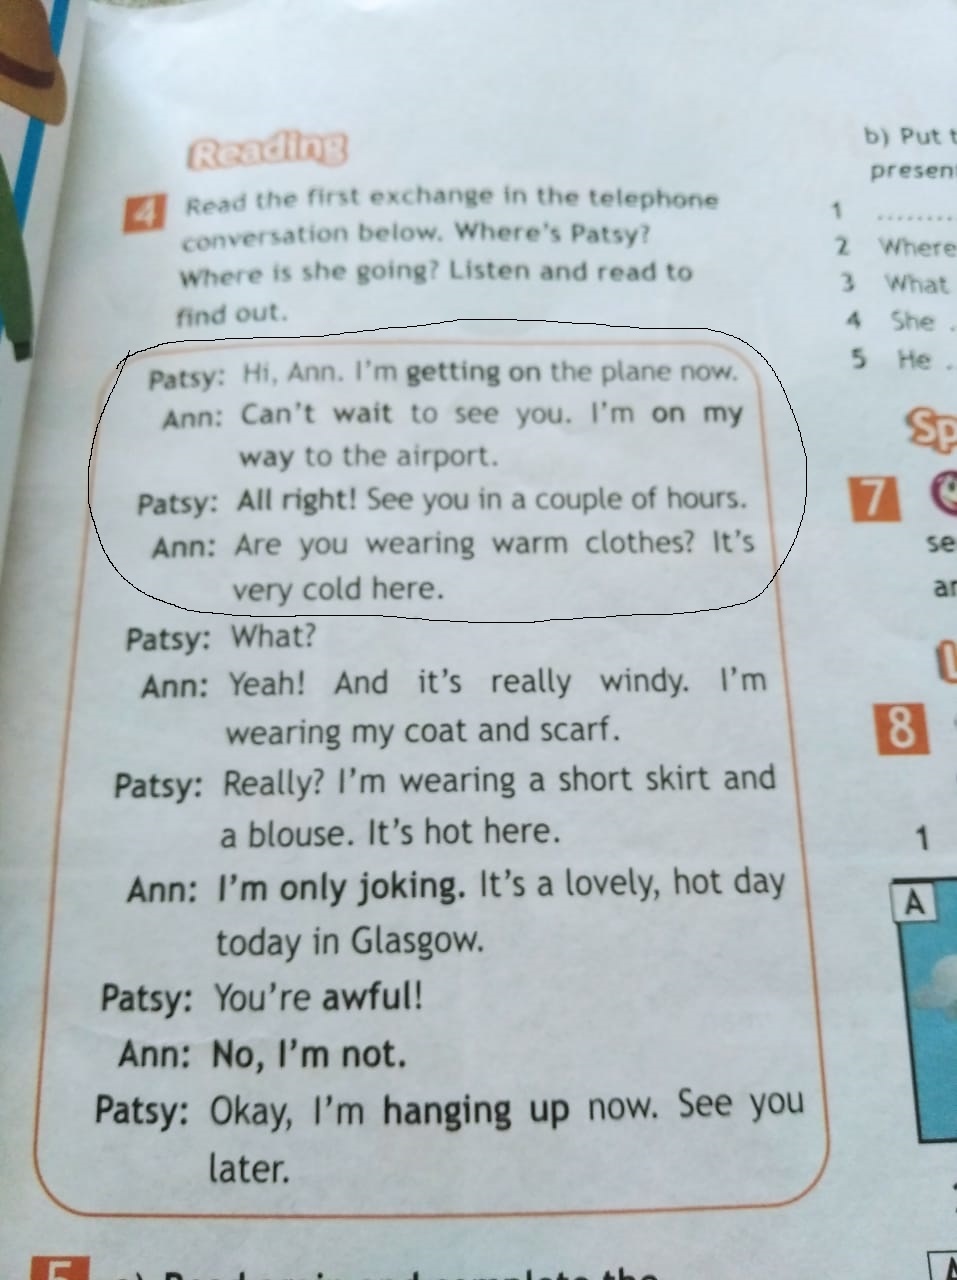 Reading
4 Read the first exchange in the telephone
conversation below. Where's Patsy?
Where is she going? Listen and read to
find out.
Patsy: Hi, Ann. I'm getting on the plane now.
Ann: Can't wait to see you. I'm on my
way to the airport.
Patsy: All right! See you in a couple of hours.
Ann: Are you wearing warm clothes? It's
very cold here.
Patsy: What?
Ann: Yeah! And it's really windy. I'm
wearing my coat and scarf.
Patsy: Really? I'm wearing a short skirt and
a blouse. It's hot here.
Ann: I'm only joking. It's a lovely, hot day
today in Glasgow.
Patsy: You're awful!
Ann: No, I'm not.
Patsy: Okay, I'm hanging up now. See you
later.
5
b) Put
presen
1 ..........
2 Where
3 What
4 She .
5 He .
Sp
7
se
8
1
A